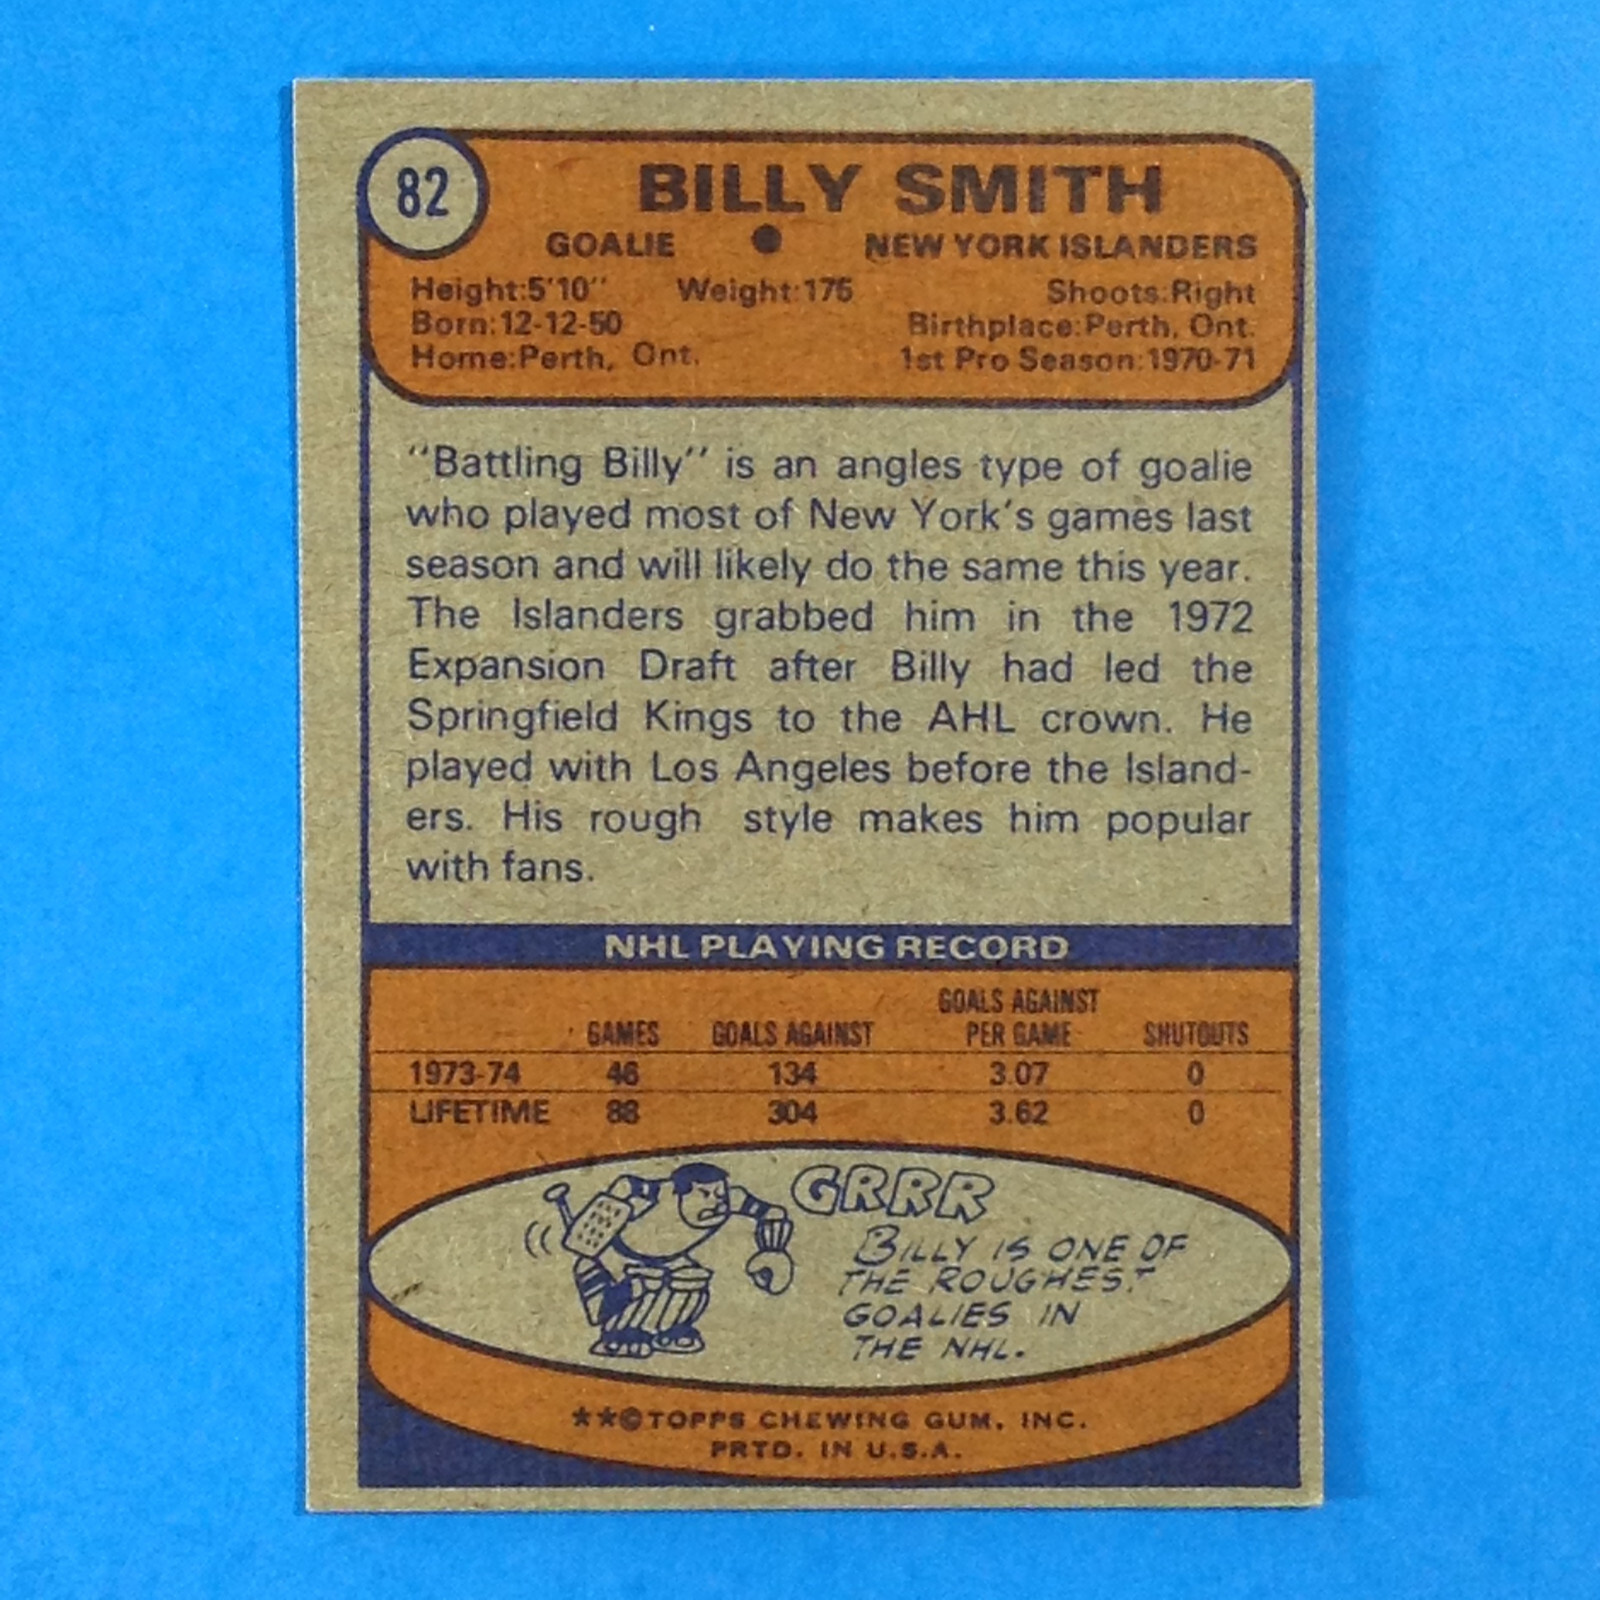 82
BILLY SMITH
GOALIE ● NEW YORK ISLANDERS
Height:5'10" Weight:175 Shoots:Right
Born:12-12-50 Birthplace:Perth, Ont.
Home:Perth, Ont. 1st Pro Season:1970-71
"Battling Billy" is an angles type of goalie
who played most of New York's games last
season and will likely do the same this year.
The Islanders grabbed him in the 1972
Expansion Draft after Billy had led the
Springfield Kings to the AHL crown. He
played with Los Angeles before the Island-
ers. His rough style makes him popular
with fans.
NHL PLAYING RECORD
GAMES GOALS AGAINST GOALS AGAINST PER GAME SHUTOUTS
1973-74 46 134 3.07 0
LIFETIME 88 304 3.62 0
GRRR
BILLY IS ONE OF
THE ROUGHEST
GOALIES IN
THE NHL.
**©TOPPS CHEWING GUM, INC.
PRTD. IN U.S.A.